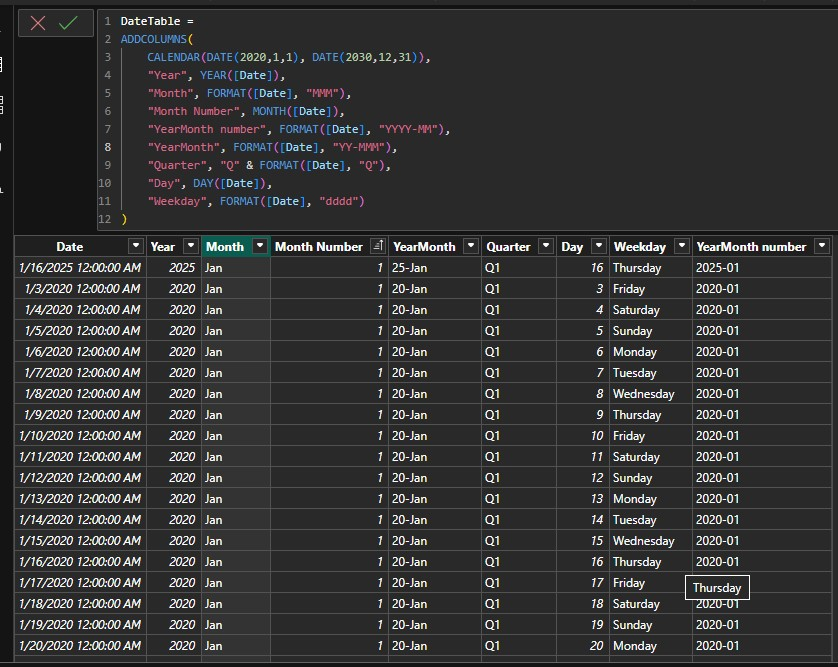 1 DateTable =
2 ADDCOLUMNS(
3 CALENDAR(DATE(2020,1,1), DATE(2030,12,31)),
4 "Year", YEAR([Date]),
5 "Month", FORMAT([Date], "MMM"),
6 "Month Number", MONTH([Date]),
7 "YearMonth number", FORMAT([Date], "YYYY-MM"),
8 "YearMonth", FORMAT([Date], "YY-MMM"),
9 "Quarter", "Q" & FORMAT([Date], "Q"),
10 "Day", DAY([Date]),
11 "Weekday", FORMAT([Date], "dddd")
12 )
Date Year Month Month Number YearMonth Quarter Day Weekday YearMonth number
1/16/2025 12:00:00 AM 2025 Jan 1 25-Jan Q1 16 Thursday 2025-01
1/3/2020 12:00:00 AM 2020 Jan 1 20-Jan Q1 3 Friday 2020-01
1/4/2020 12:00:00 AM 2020 Jan 1 20-Jan Q1 4 Saturday 2020-01
1/5/2020 12:00:00 AM 2020 Jan 1 20-Jan Q1 5 Sunday 2020-01
1/6/2020 12:00:00 AM 2020 Jan 1 20-Jan Q1 6 Monday 2020-01
1/7/2020 12:00:00 AM 2020 Jan 1 20-Jan Q1 7 Tuesday 2020-01
1/8/2020 12:00:00 AM 2020 Jan 1 20-Jan Q1 8 Wednesday 2020-01
1/9/2020 12:00:00 AM 2020 Jan 1 20-Jan Q1 9 Thursday 2020-01
1/10/2020 12:00:00 AM 2020 Jan 1 20-Jan Q1 10 Friday 2020-01
1/11/2020 12:00:00 AM 2020 Jan 1 20-Jan Q1 11 Saturday 2020-01
1/12/2020 12:00:00 AM 2020 Jan 1 20-Jan Q1 12 Sunday 2020-01
1/13/2020 12:00:00 AM 2020 Jan 1 20-Jan Q1 13 Monday 2020-01
1/14/2020 12:00:00 AM 2020 Jan 1 20-Jan Q1 14 Tuesday 2020-01
1/15/2020 12:00:00 AM 2020 Jan 1 20-Jan Q1 15 Wednesday 2020-01
1/16/2020 12:00:00 AM 2020 Jan 1 20-Jan Q1 16 Thursday 2020-01
1/17/2020 12:00:00 AM 2020 Jan 1 20-Jan Q1 17 Friday
Thursday
1/18/2020 12:00:00 AM 2020 Jan 1 20-Jan Q1 18 Saturday 2020-01
1/19/2020 12:00:00 AM 2020 Jan 1 20-Jan Q1 19 Sunday 2020-01
1/20/2020 12:00:00 AM 2020 Jan 1 20-Jan Q1 20 Monday 2020-01